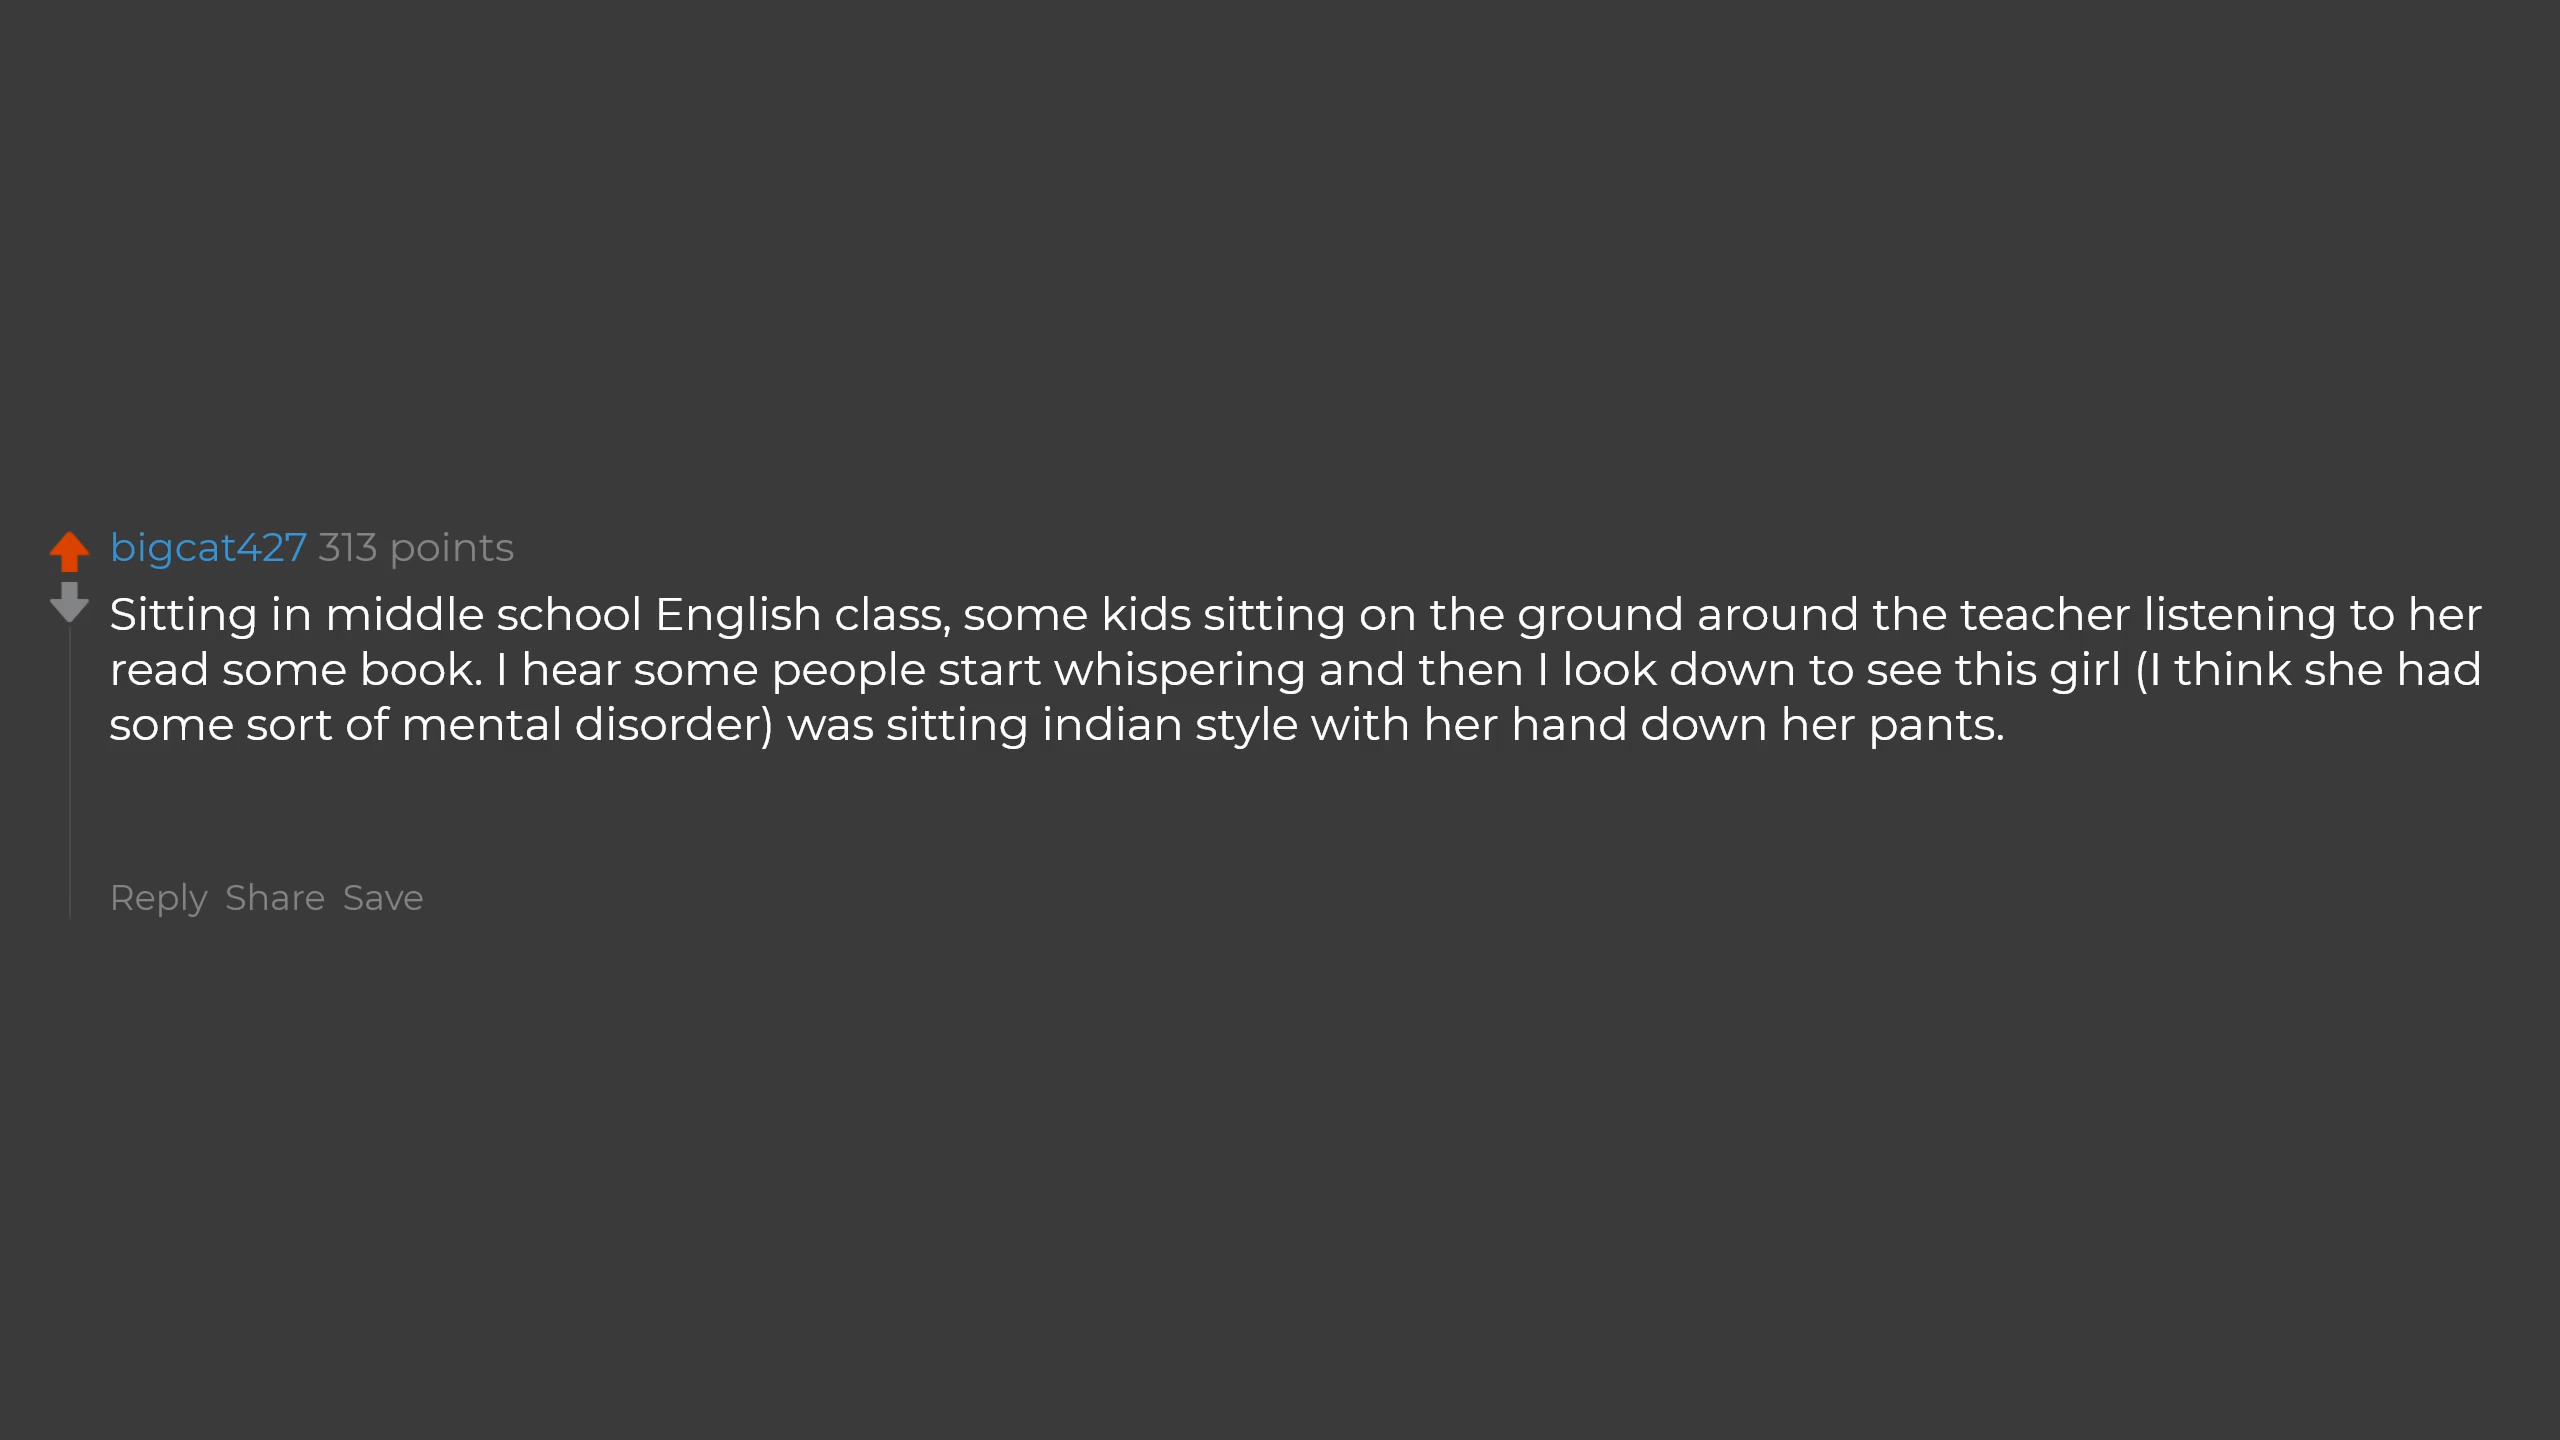 bigcat427 313 points
Sitting in middle school English class, some kids sitting on the ground around the teacher listening to her
read some book. I hear some people start whispering and then I look down to see this girl (I think she had
some sort of mental disorder) was sitting indian style with her hand down her pants.
Reply Share Save